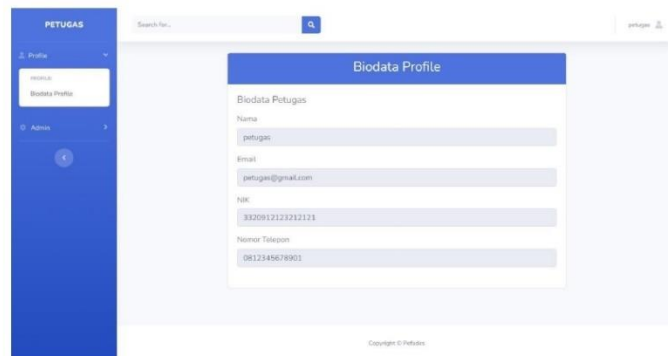 PETUGAS
Search for...
petugas
Profile
PROFILE:
Biodata Profile
Admin
Biodata Profile
Biodata Petugas
Nama
petugas
Email
petugas@gmail.com
NIK
3320912123212121
Nomor Telepon
0812345678901
Copyright © Pefados